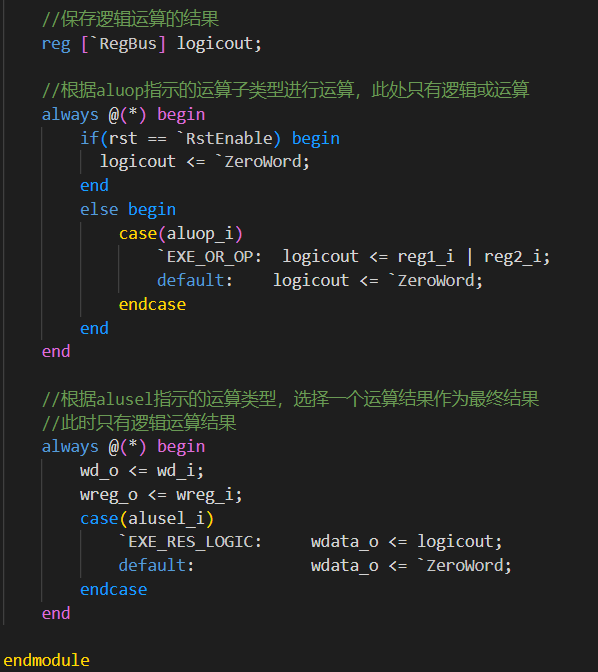 //保存逻辑运算的结果
reg [`RegBus] logicout;
//根据aluop指示的运算子类型进行运算，此处只有逻辑或运算
always @(*) begin
if(rst == `RstEnable) begin
logicout <= `ZeroWord;
end
else begin
case(aluop_i)
`EXE_OR_OP:  logicout <= reg1_i | reg2_i;
default:    logicout <= `ZeroWord;
endcase
end
end
//根据alusel指示的运算类型，选择一个运算结果作为最终结果
//此时只有逻辑运算结果
always @(*) begin
wd_o <= wd_i;
wreg_o <= wreg_i;
case(alusel_i)
`EXE_RES_LOGIC:     wdata_o <= logicout;
default:            wdata_o <= `ZeroWord;
endcase
end
endmodule